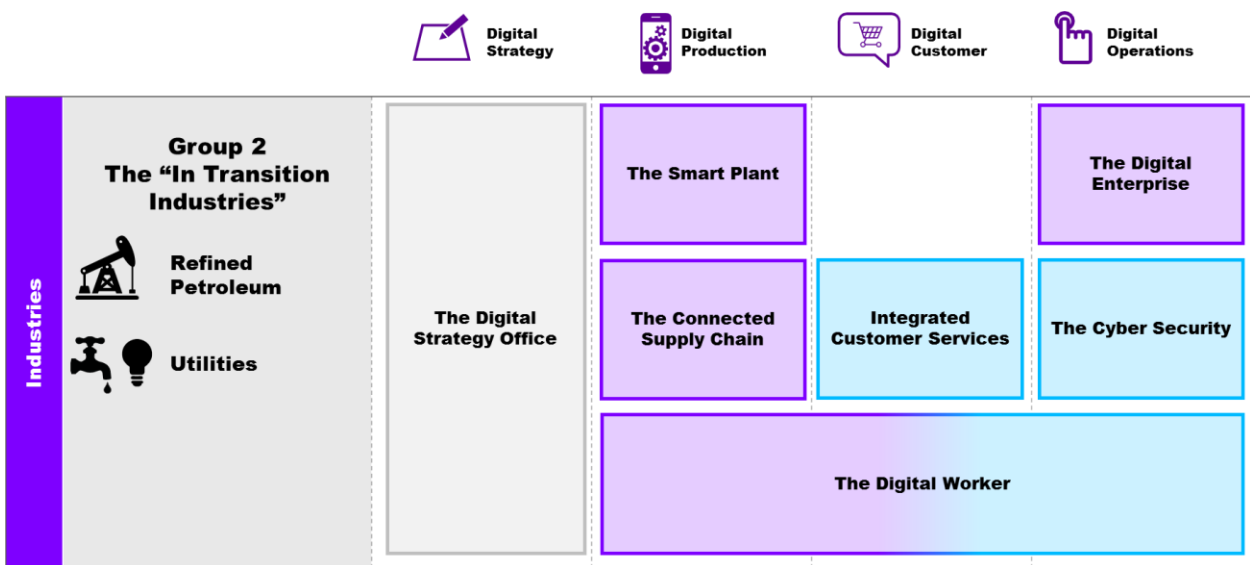 Digital
Strategy
Digital
Production
Digital
Customer
Digital
Operations
Industries
Group 2
The “In Transition
Industries”
Refined
Petroleum
Utilities
The Digital
Strategy Office
The Smart Plant
The Digital
Enterprise
The Connected
Supply Chain
Integrated
Customer Services
The Cyber Security
The Digital Worker